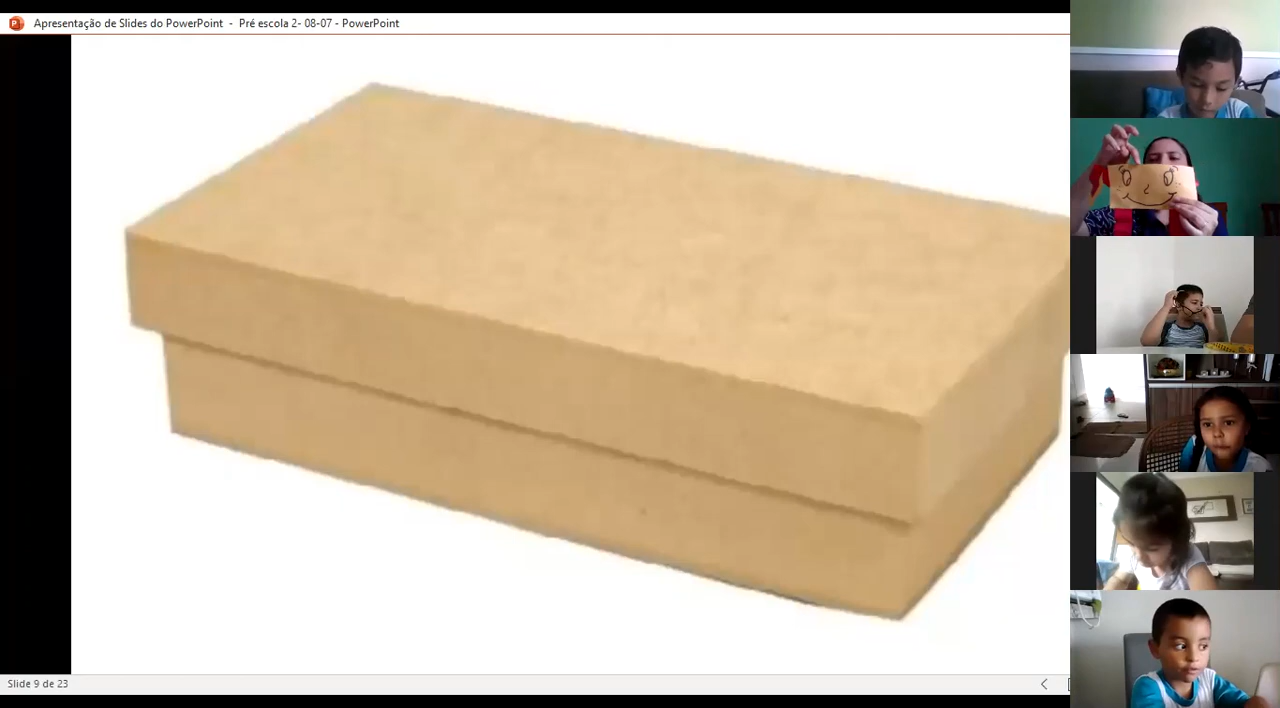 Apresentação de Slides do PowerPoint - Pré escola 2- 08-07 - PowerPoint
Slide 9 de 23